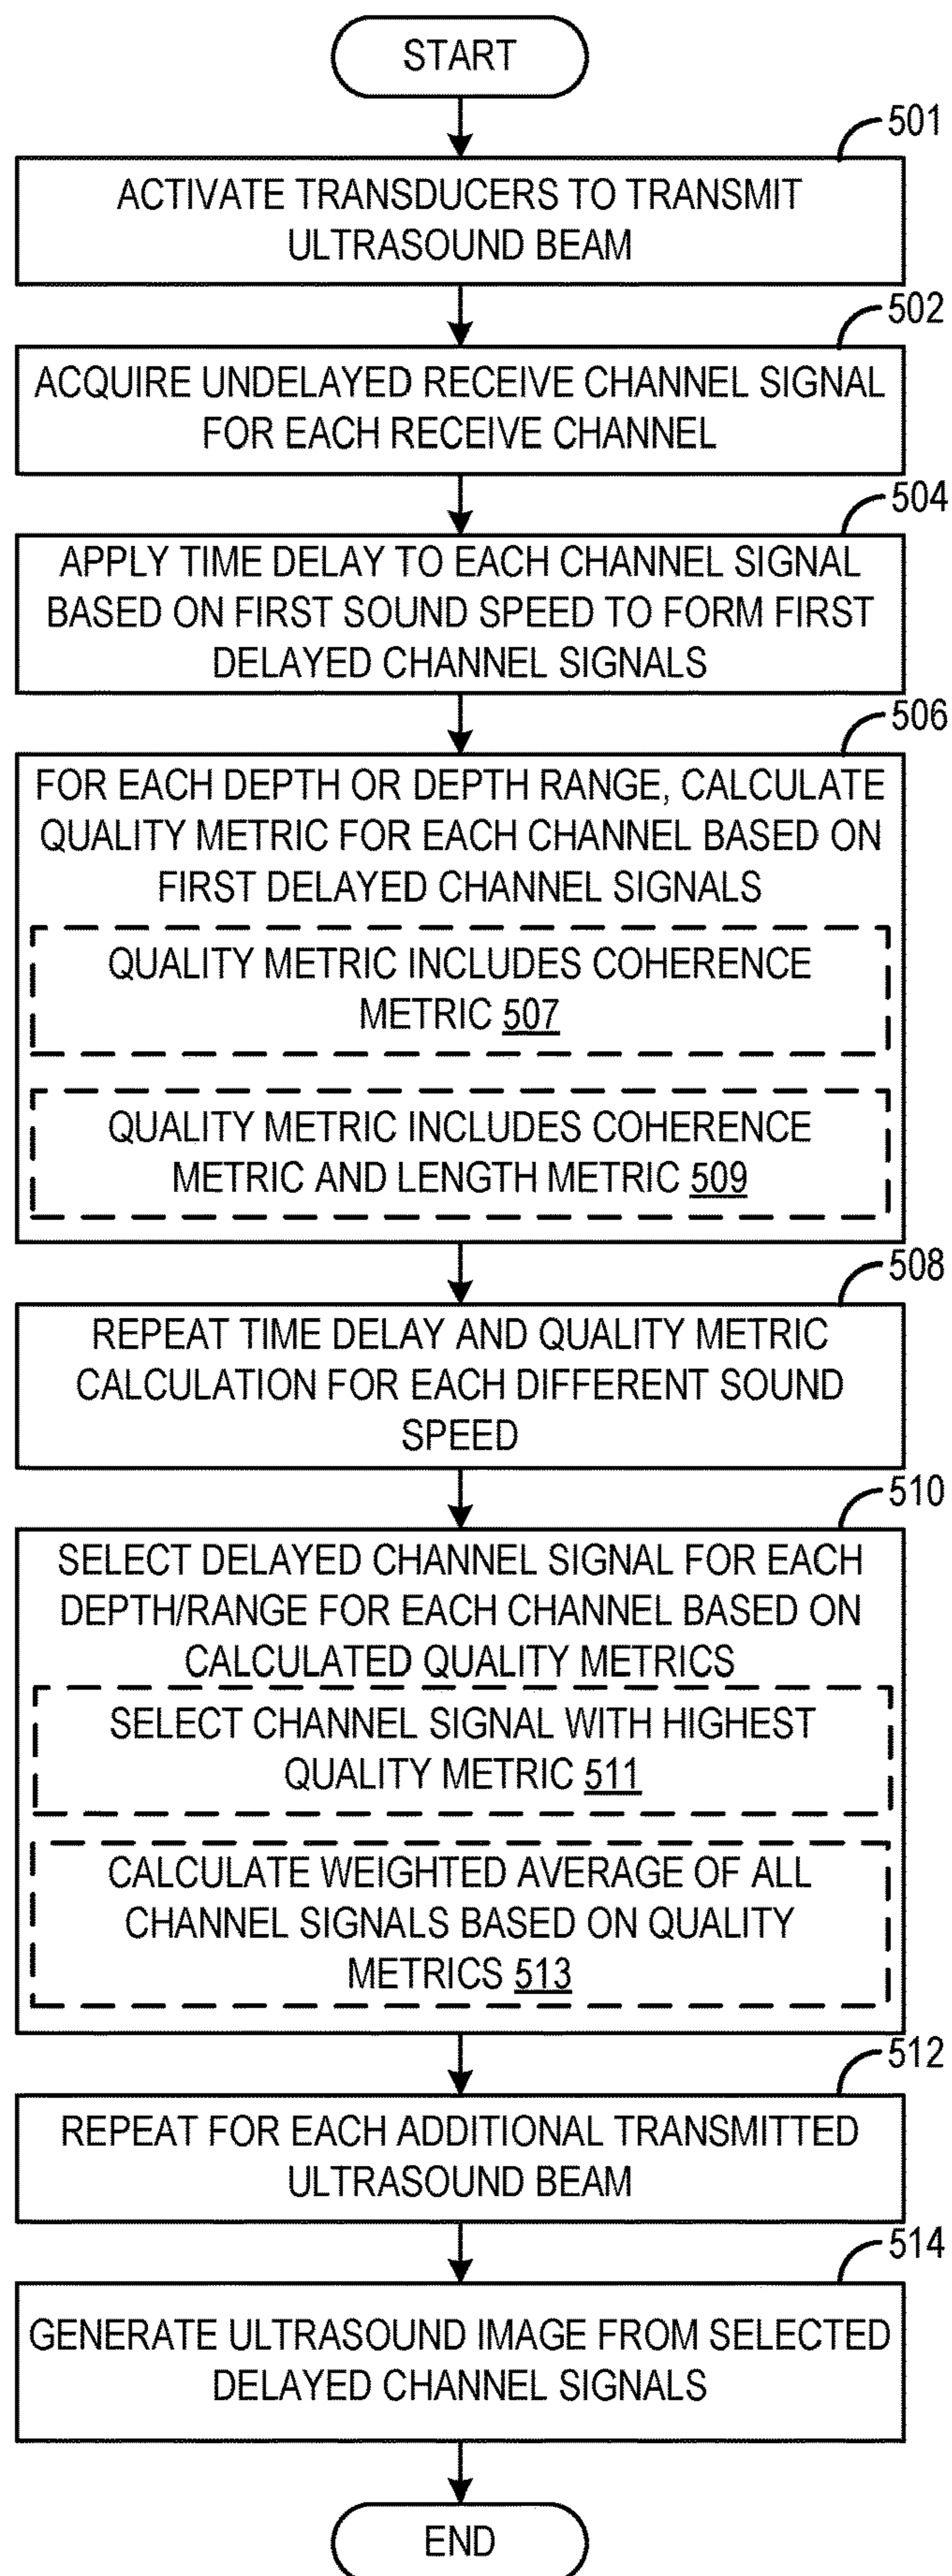 START
501
ACTIVATE TRANSDUCERS TO TRANSMIT
ULTRASOUND BEAM
502
ACQUIRE UNDELAYED RECEIVE CHANNEL SIGNAL
FOR EACH RECEIVE CHANNEL
504
APPLY TIME DELAY TO EACH CHANNEL SIGNAL
BASED ON FIRST SOUND SPEED TO FORM FIRST
DELAYED CHANNEL SIGNALS
506
FOR EACH DEPTH OR DEPTH RANGE, CALCULATE
QUALITY METRIC FOR EACH CHANNEL BASED ON
FIRST DELAYED CHANNEL SIGNALS
QUALITY METRIC INCLUDES COHERENCE
METRIC 507
QUALITY METRIC INCLUDES COHERENCE
METRIC AND LENGTH METRIC 509
508
REPEAT TIME DELAY AND QUALITY METRIC
CALCULATION FOR EACH DIFFERENT SOUND
SPEED
510
SELECT DELAYED CHANNEL SIGNAL FOR EACH
DEPTH/RANGE FOR EACH CHANNEL BASED ON
CALCULATED QUALITY METRICS
SELECT CHANNEL SIGNAL WITH HIGHEST
QUALITY METRIC 511
CALCULATE WEIGHTED AVERAGE OF ALL
CHANNEL SIGNALS BASED ON QUALITY
METRICS 513
512
REPEAT FOR EACH ADDITIONAL TRANSMITTED
ULTRASOUND BEAM
514
GENERATE ULTRASOUND IMAGE FROM SELECTED
DELAYED CHANNEL SIGNALS
END